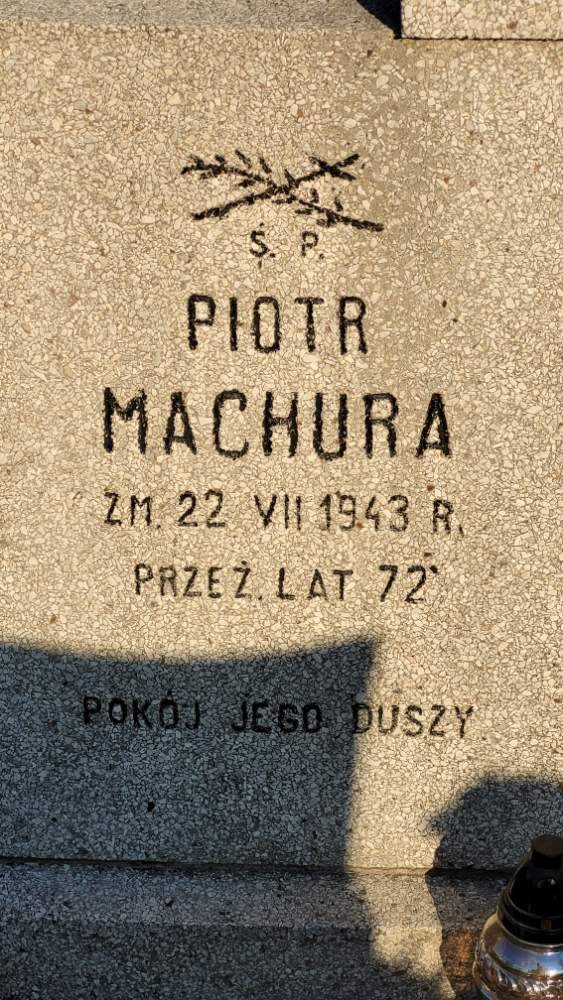 Ś. P.
PIOTR
MACHURA
ZM. 22 VII 1943 R.
PRZEŻ. LAT 72
POKÓJ JEGO DUSZY